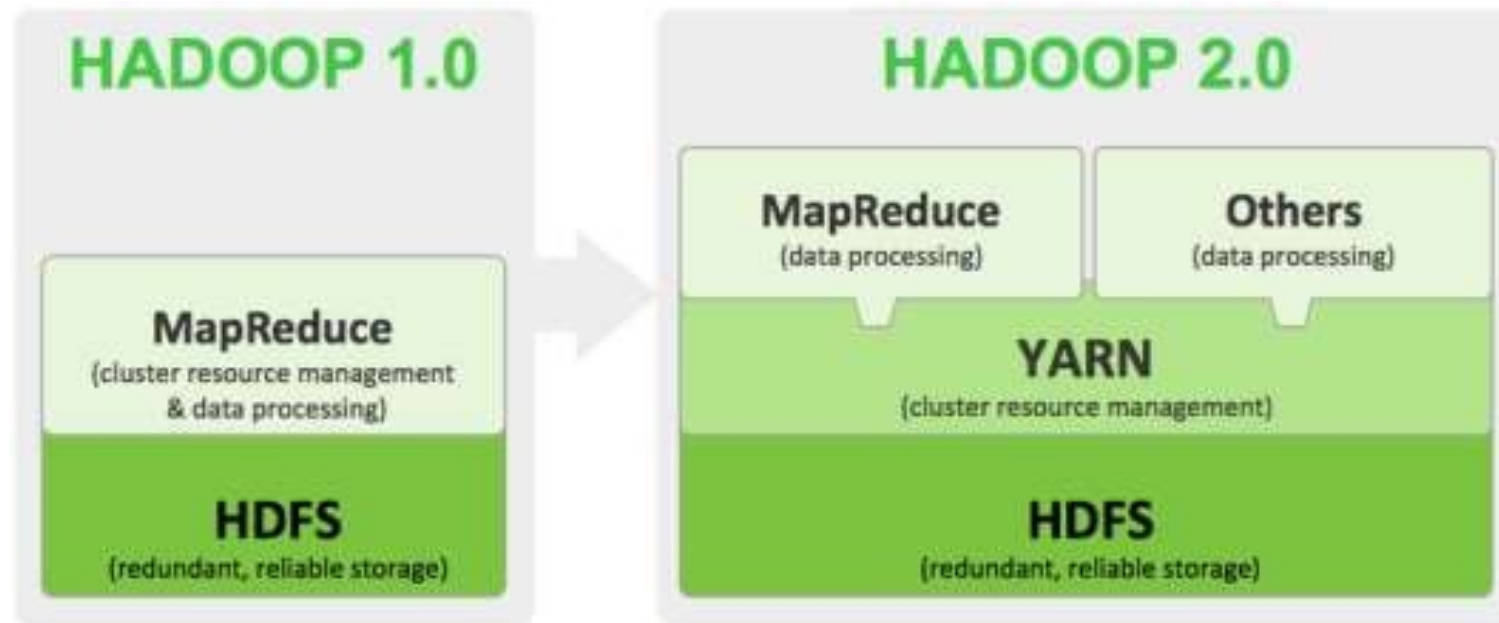 HADOOP 1.0
MapReduce
(cluster resource management
& data processing)
HDFS
(redundant, reliable storage)
HADOOP 2.0
MapReduce
(data processing)
Others
(data processing)
YARN
(cluster resource management)
HDFS
(redundant, reliable storage)